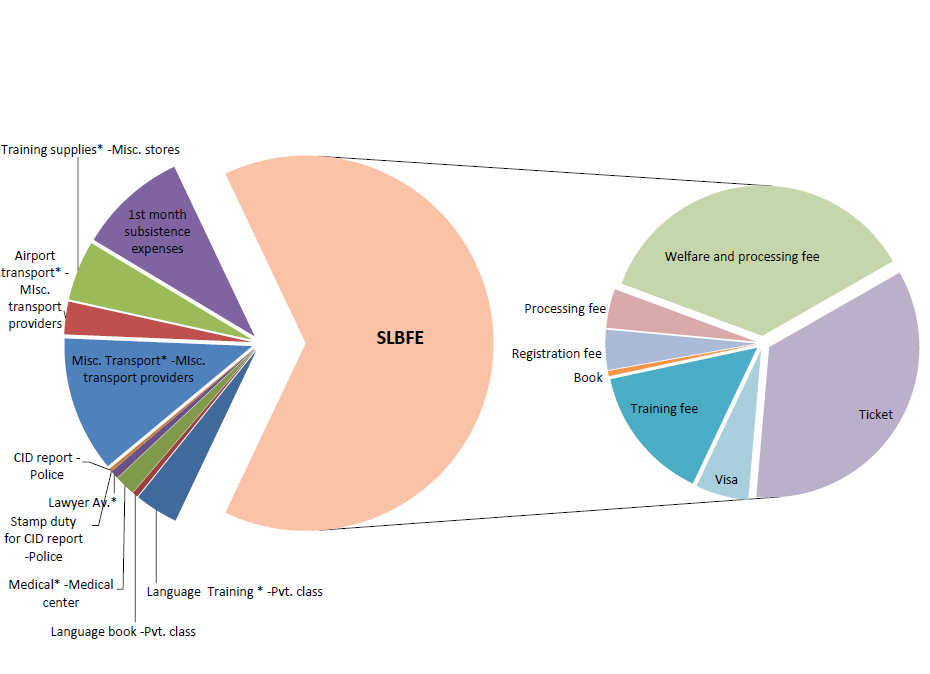 Training supplies* -Misc. stores
1st month
subsistence
expenses
Airport
transport* -
MIsc.
transport
providers
Misc. Transport* -MIsc.
transport providers
CID report -
Police
Lawyer Av.*
Stamp duty
for CID report
-Police
Medical* -Medical
center
Language  Training * -Pvt. class
Language book -Pvt. class
SLBFE
Welfare and processing fee
Processing fee
Registration fee
Book
Training fee
Visa
Ticket